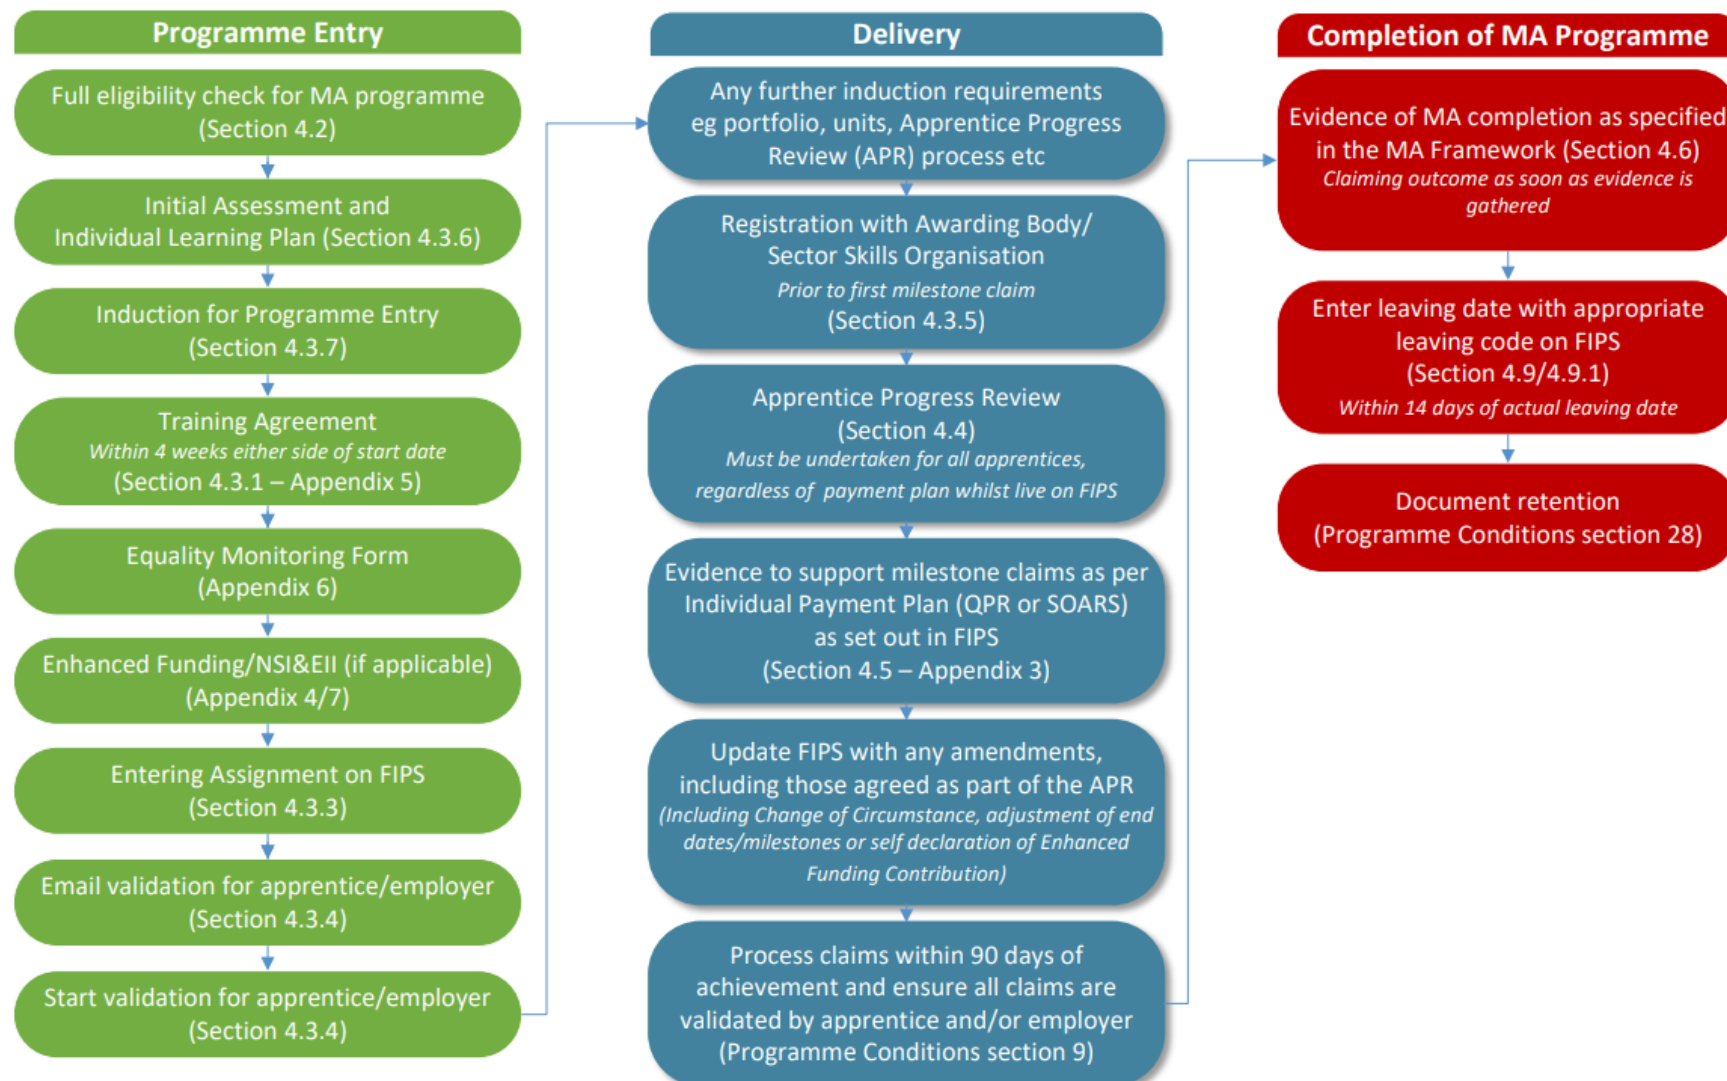 Programme Entry
Full eligibility check for MA programme
(Section 4.2)
Initial Assessment and
Individual Learning Plan (Section 4.3.6)
Induction for Programme Entry
(Section 4.3.7)
Training Agreement
Within 4 weeks either side of start date
(Section 4.3.1 – Appendix 5)
Equality Monitoring Form
(Appendix 6)
Enhanced Funding/NSI&EII (if applicable)
(Appendix 4/7)
Entering Assignment on FIPS
(Section 4.3.3)
Email validation for apprentice/employer
(Section 4.3.4)
Start validation for apprentice/employer
(Section 4.3.4)
Delivery
Any further induction requirements
eg portfolio, units, Apprentice Progress
Review (APR) process etc
Registration with Awarding Body/
Sector Skills Organisation
Prior to first milestone claim
(Section 4.3.5)
Apprentice Progress Review
(Section 4.4)
Must be undertaken for all apprentices,
regardless of payment plan whilst live on FIPS
Evidence to support milestone claims as per
Individual Payment Plan (QPR or SOARS)
as set out in FIPS
(Section 4.5 – Appendix 3)
Update FIPS with any amendments,
including those agreed as part of the APR
(Including Change of Circumstance, adjustment of end
dates/milestones or self declaration of Enhanced
Funding Contribution)
Process claims within 90 days of
achievement and ensure all claims are
validated by apprentice and/or employer
(Programme Conditions section 9)
Completion of MA Programme
Evidence of MA completion as specified
in the MA Framework (Section 4.6)
Claiming outcome as soon as evidence is
gathered
Enter leaving date with appropriate
leaving code on FIPS
(Section 4.9/4.9.1)
Within 14 days of actual leaving date
Document retention
(Programme Conditions section 28)